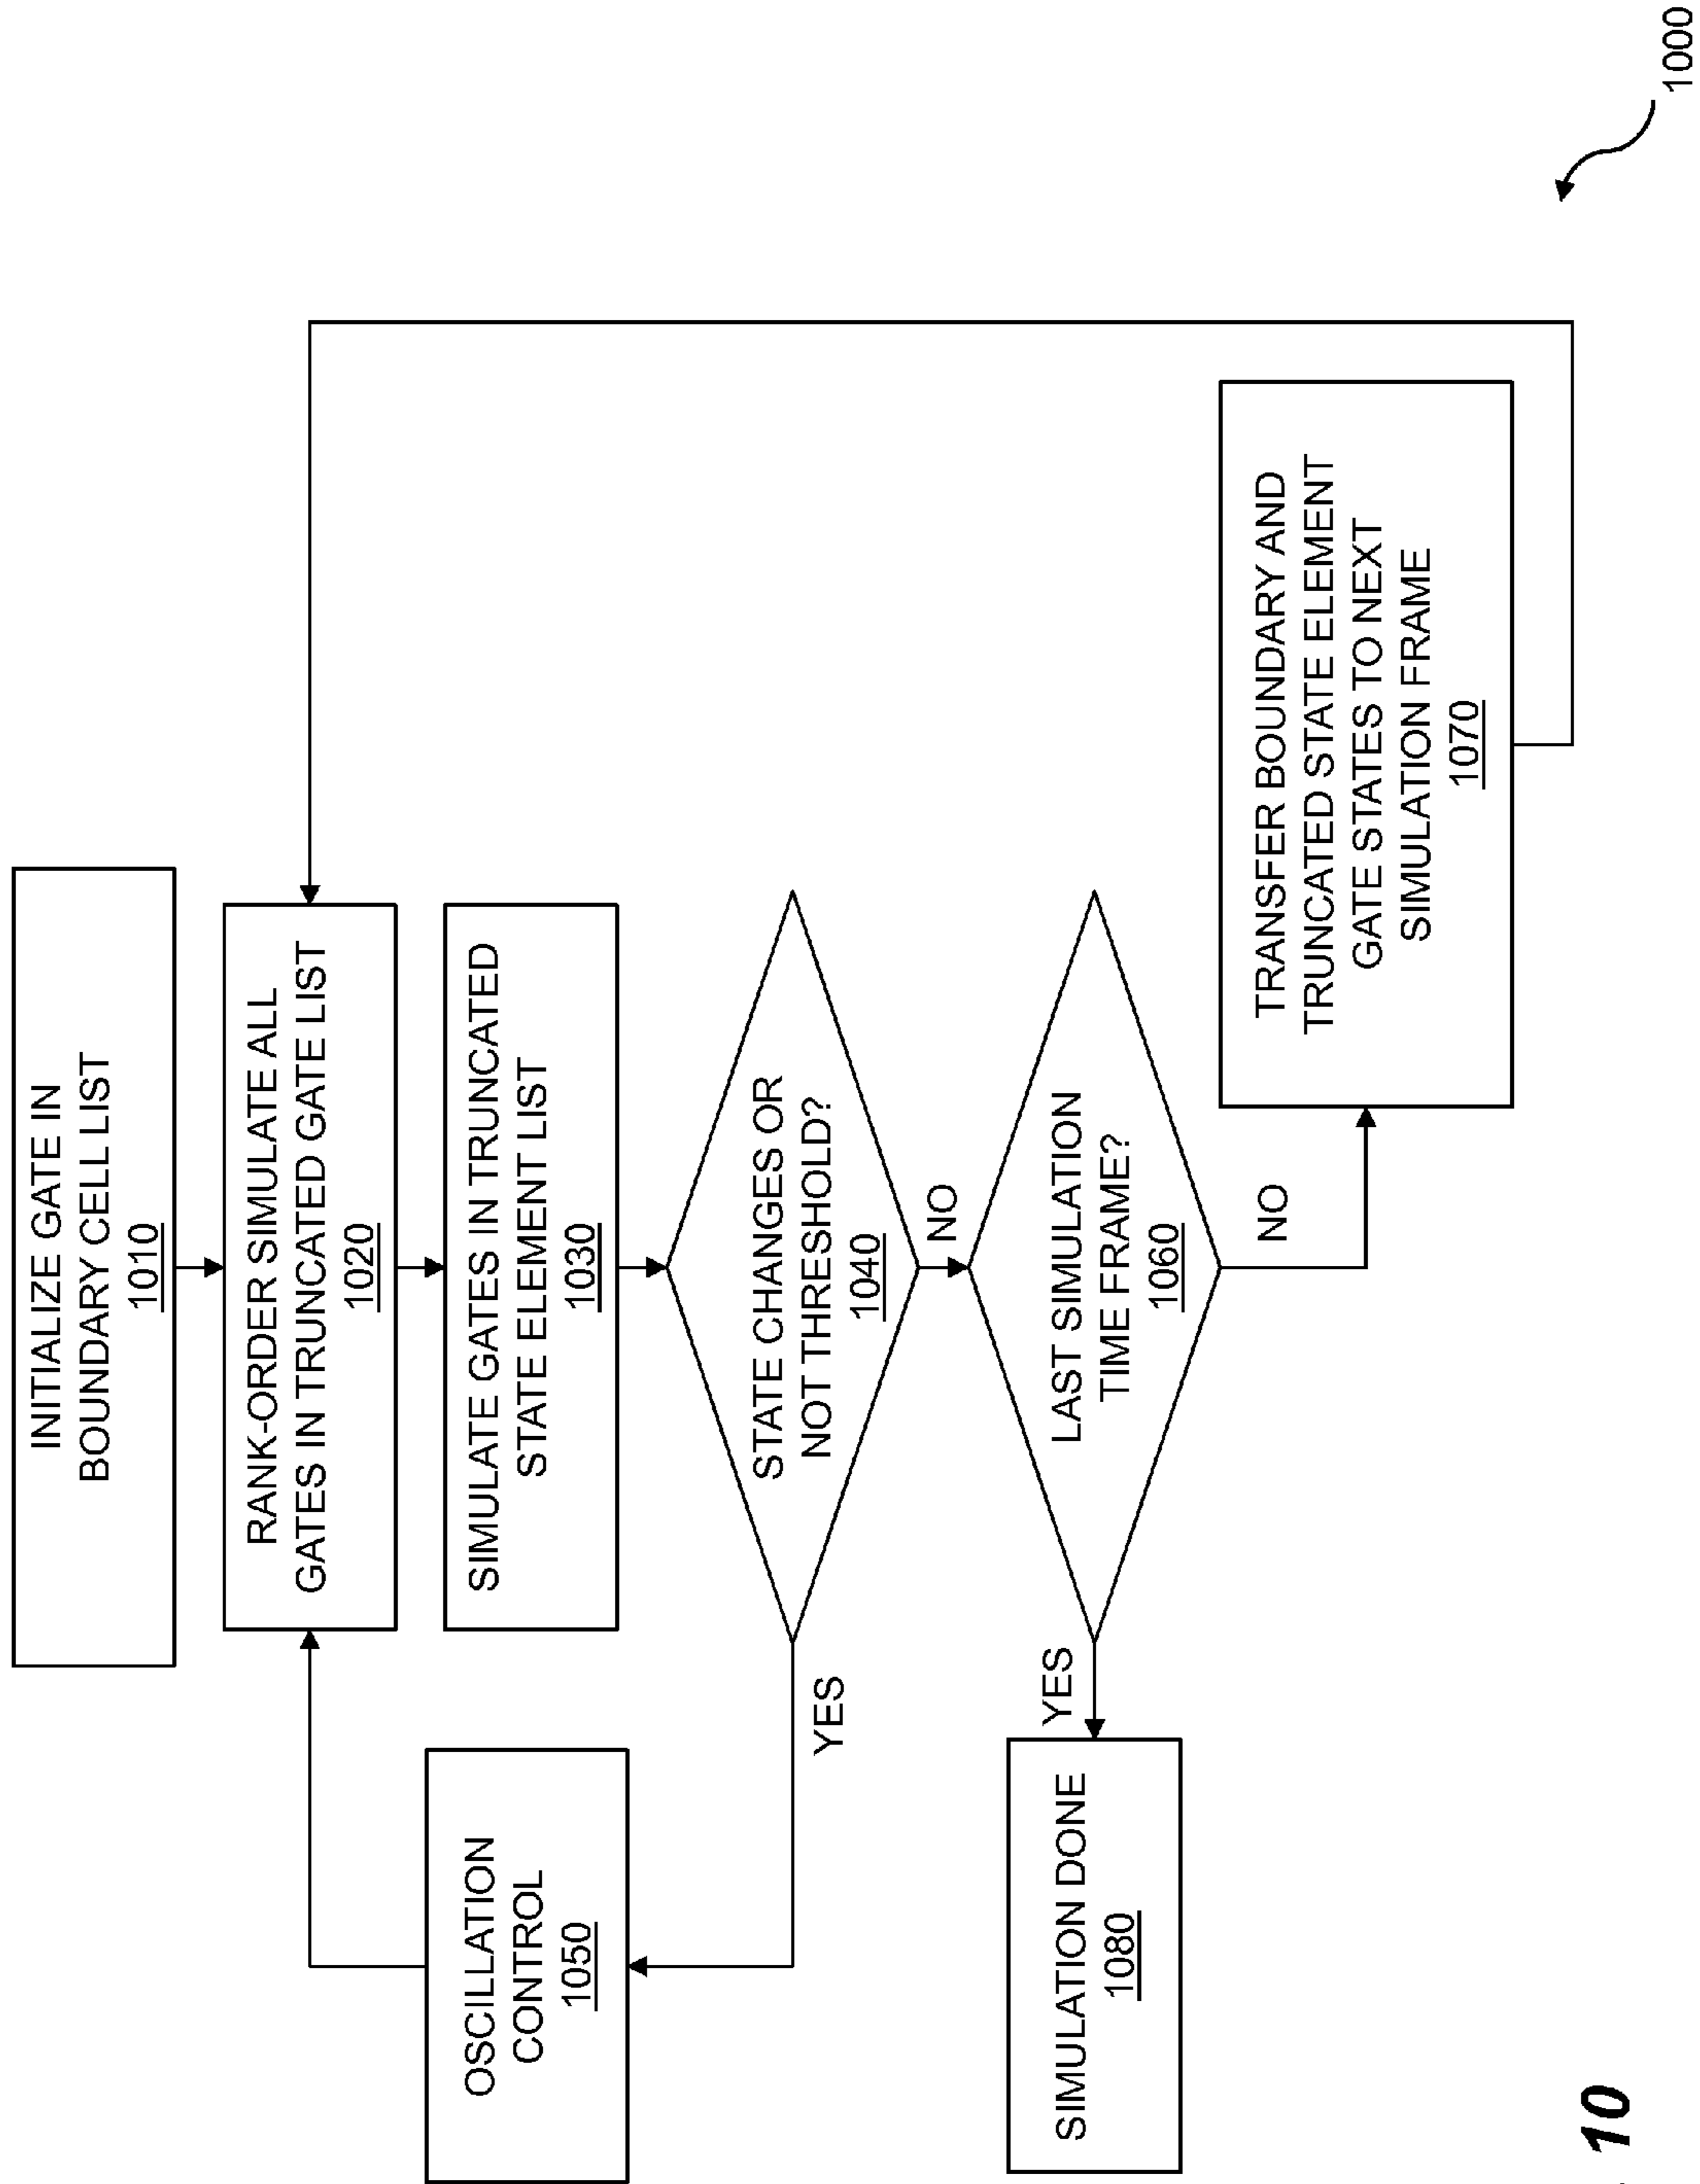 INITIALIZE GATE IN
BOUNDARY CELL LIST
1010
RANK-ORDER SIMULATE ALL
GATES IN TRUNCATED GATE LIST
1020
SIMULATE GATES IN TRUNCATED
STATE ELEMENT LIST
1030
STATE CHANGES OR
NOT THRESHOLD?
1040
YES
NO
OSCILLATION
CONTROL
1050
LAST SIMULATION
TIME FRAME?
1060
YES
NO
SIMULATION DONE
1080
TRANSFER BOUNDARY AND
TRUNCATED STATE ELEMENT
GATE STATES TO NEXT
SIMULATION FRAME
1070
1000
. 10